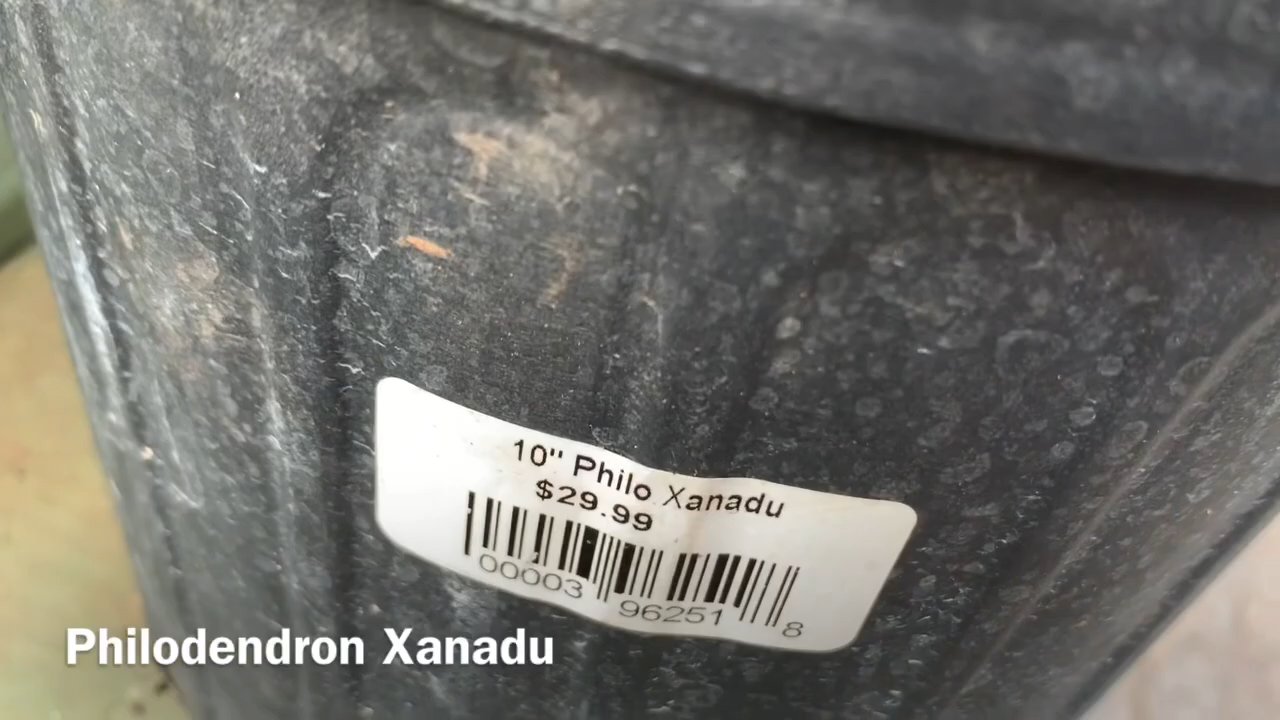 10" Philo Xanadu
$29.99
00003 96251 8
Philodendron Xanadu